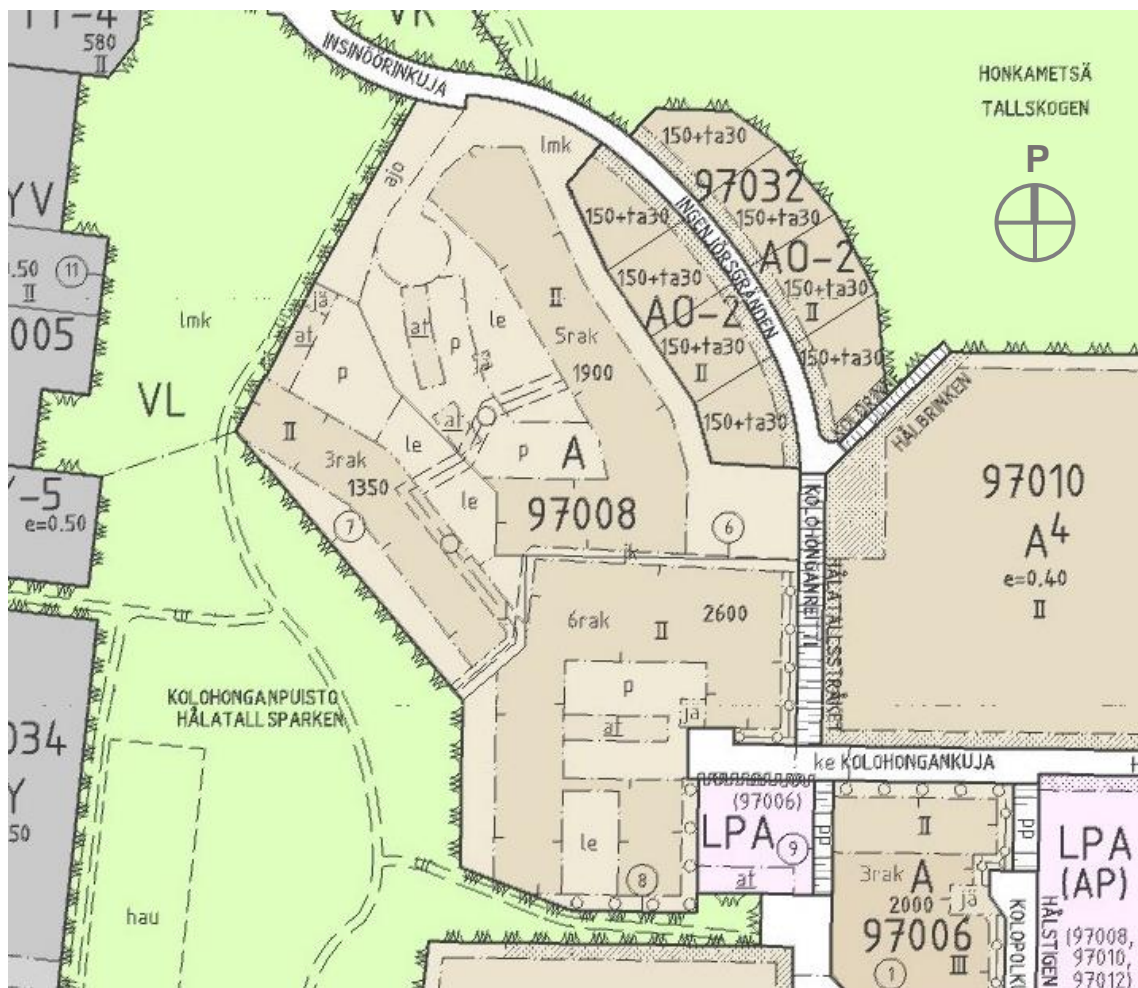 580
II
VK
INSINÖÖRINKUJA
HONKAMETSÄ
TALLSKOGEN
P
lmk
ajo
150+ta30
97032
150+ta30
150+ta30
INGENJÖRSGRÄNDEN
AO-2
150+ta30
150+ta30
II
AO-2
150+ta30
150+ta30
II
150+ta30
YV
11
II
005
lmk
VL
jä
at
p
at
p
le
II
5rak
1900
KOLORINNE
HÅLBRINKEN
II
3rak
1350
le
at
p
A
le
97008
7
6
jk
Y-5
e=0.50
97010
A4
e=0.40
II
KOLOHONGANREITTI
HÅLATALLSSTRÅKET
6rak
II
2600
p
jä
at
KOLOHONGANPUISTO
HÅLATALLSPARKEN
034
Y
50
ke KOLOHONGANKUJA
(97006)
LPA
9
at
pp
II
3rak
A
2000
jä
97006
III
1
pp
LPA
(AP)
(97008,
97010,
97012)
HÅLSTIGEN
le
8
hau